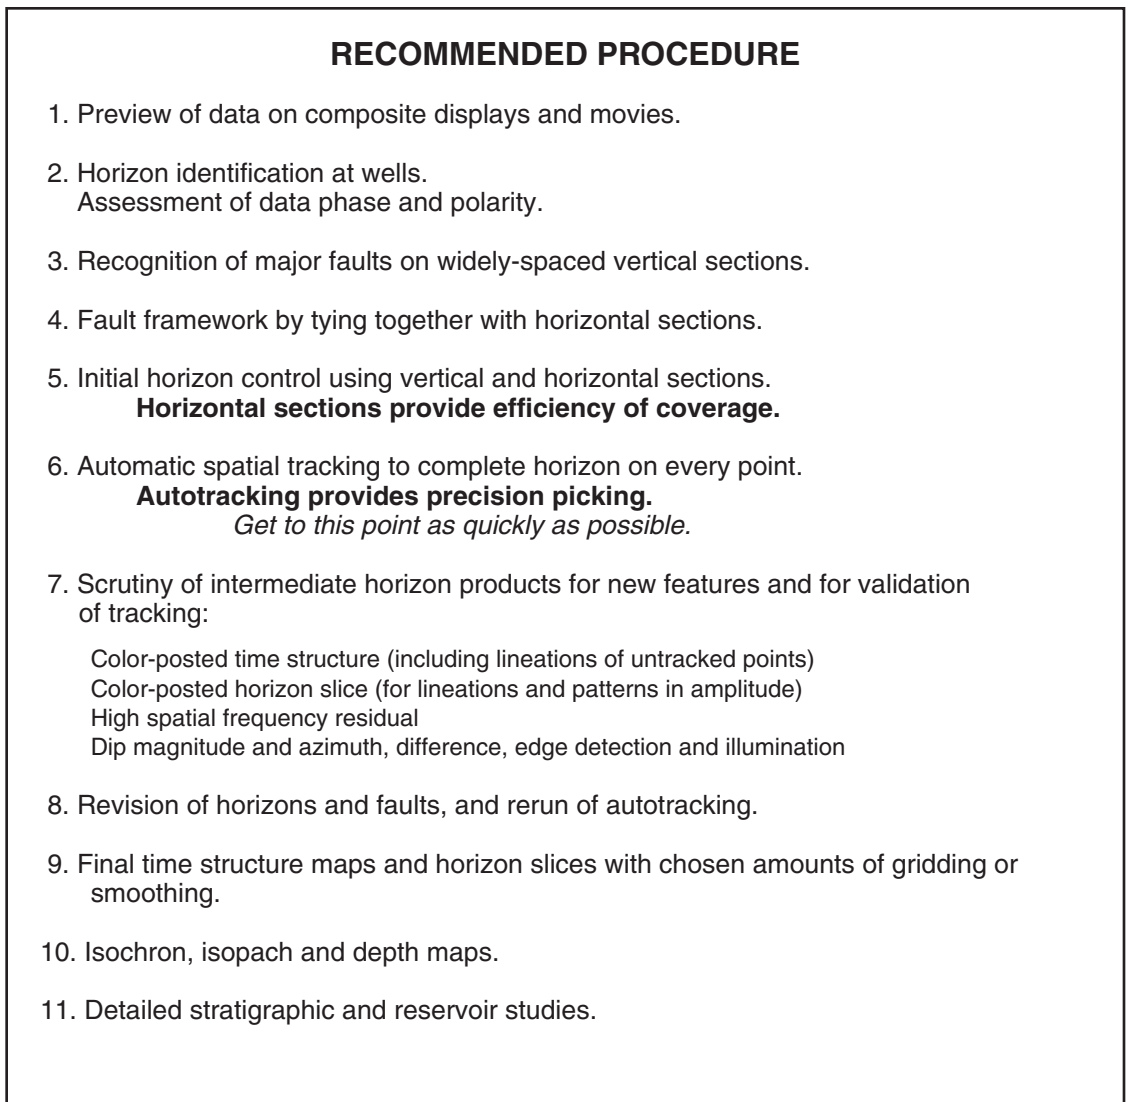 RECOMMENDED PROCEDURE
1. Preview of data on composite displays and movies.
2. Horizon identification at wells.
Assessment of data phase and polarity.
3. Recognition of major faults on widely-spaced vertical sections.
4. Fault framework by tying together with horizontal sections.
5. Initial horizon control using vertical and horizontal sections.
Horizontal sections provide efficiency of coverage.
6. Automatic spatial tracking to complete horizon on every point.
Autotracking provides precision picking.
Get to this point as quickly as possible.
7. Scrutiny of intermediate horizon products for new features and for validation
of tracking:
Color-posted time structure (including lineations of untracked points)
Color-posted horizon slice (for lineations and patterns in amplitude)
High spatial frequency residual
Dip magnitude and azimuth, difference, edge detection and illumination
8. Revision of horizons and faults, and rerun of autotracking.
9. Final time structure maps and horizon slices with chosen amounts of gridding or
smoothing.
10. Isochron, isopach and depth maps.
11. Detailed stratigraphic and reservoir studies.